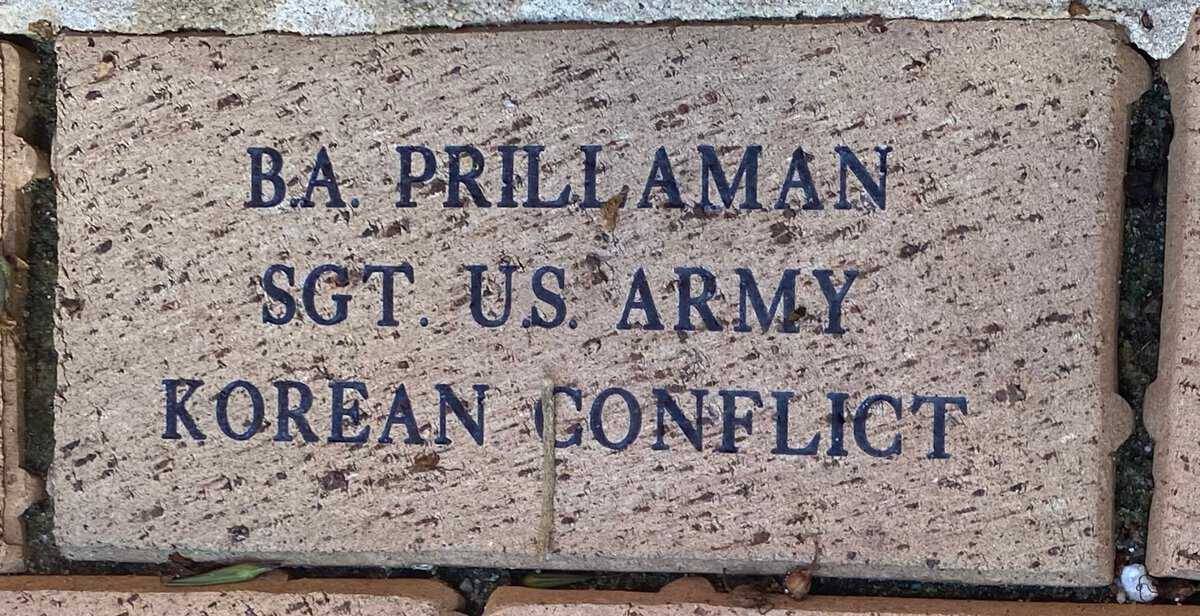 B.A. PRILLAMAN
SGT. U.S. ARMY
KOREAN CONFLICT